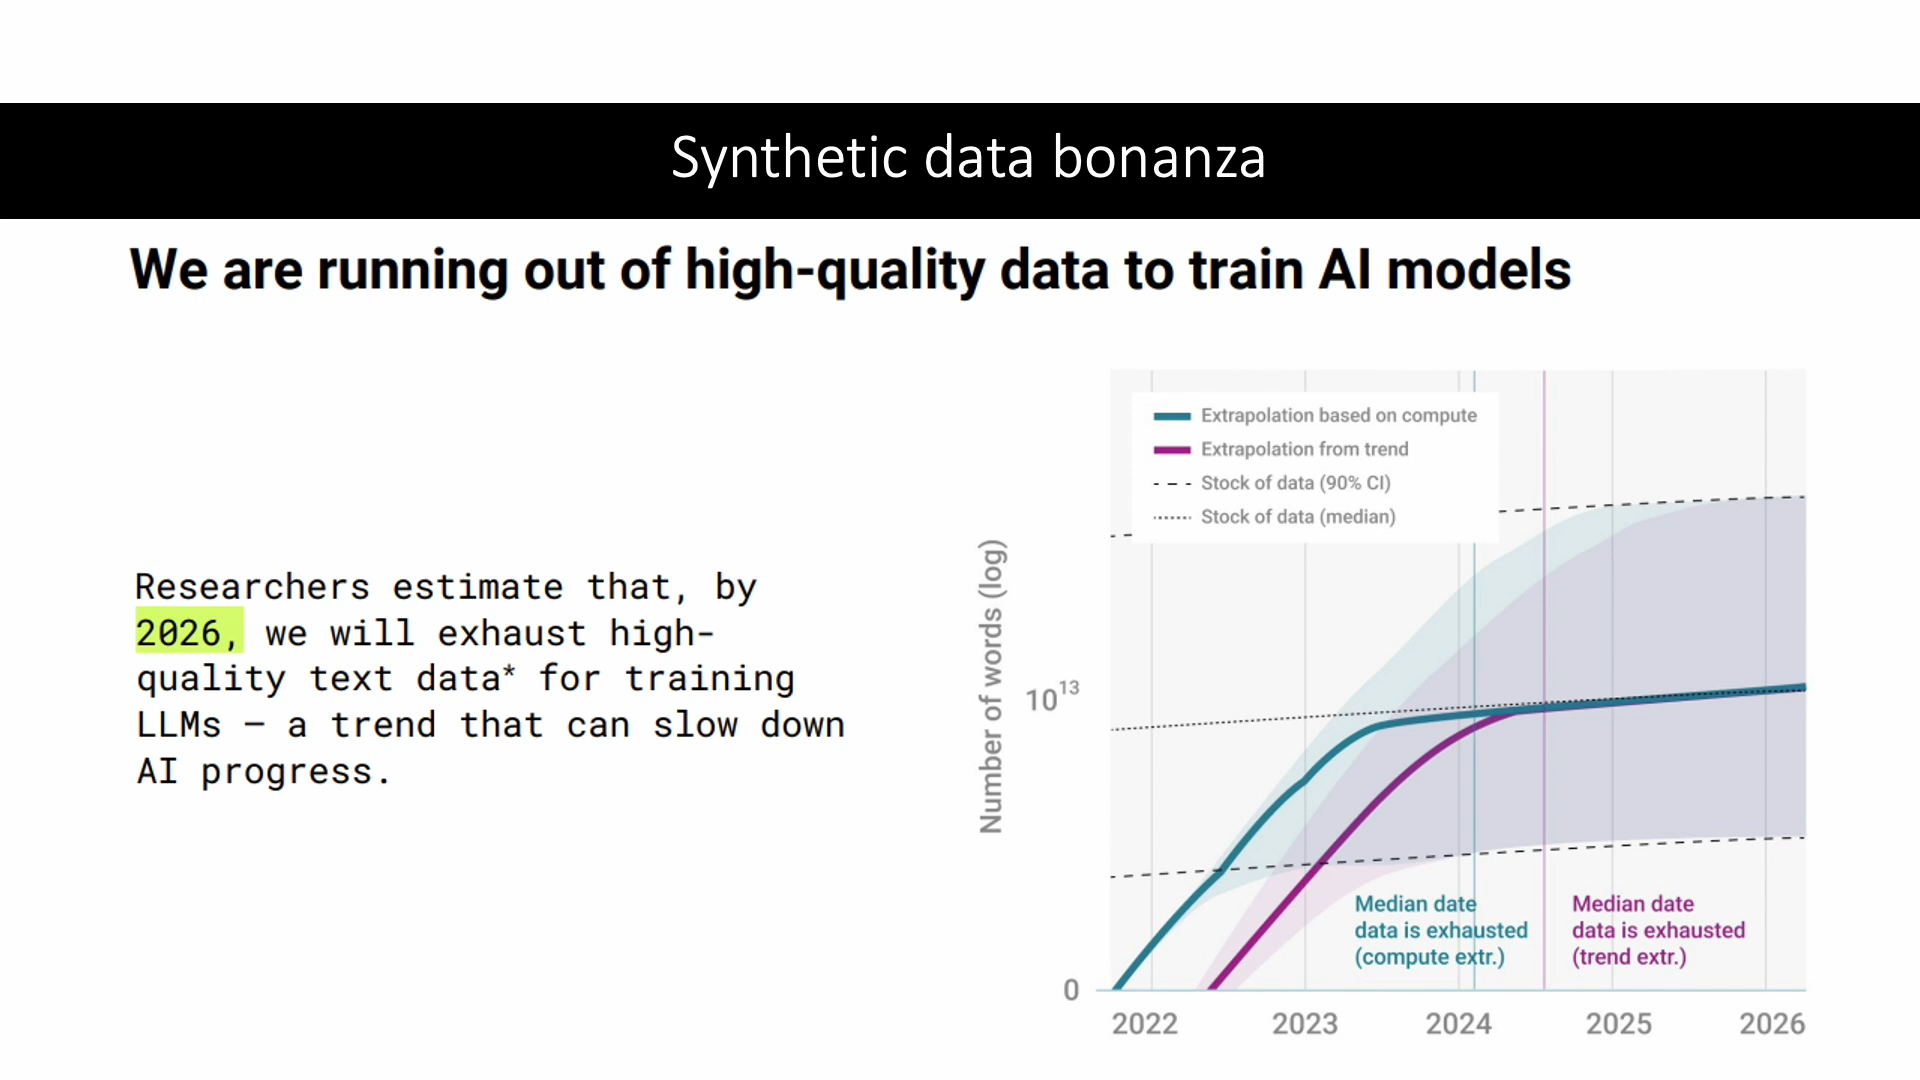 Synthetic data bonanza
We are running out of high-quality data to train AI models
Researchers estimate that, by
2026, we will exhaust high-
quality text data* for training
LLMs – a trend that can slow down
AI progress.
Extrapolation based on compute
Extrapolation from trend
Stock of data (90% CI)
Stock of data (median)
Number of words (log)
10¹³
0
Median date
data is exhausted
(compute extr.)
Median date
data is exhausted
(trend extr.)
2022 2023 2024 2025 2026